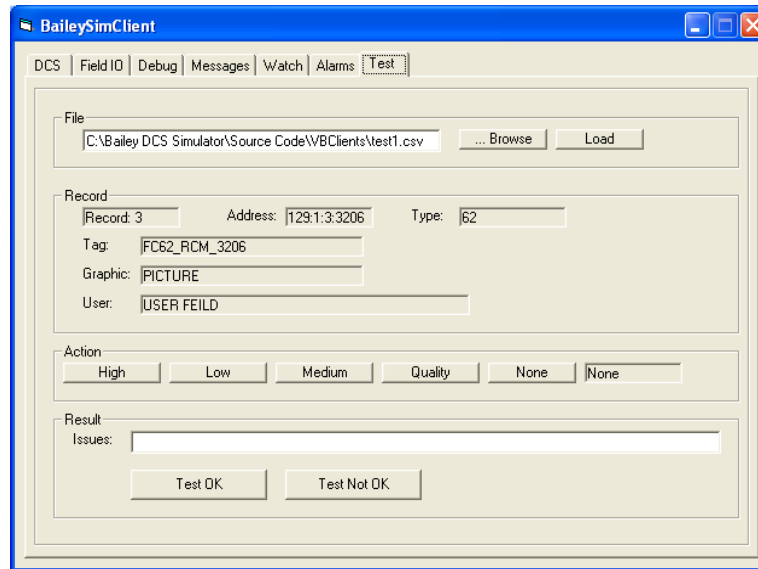 BaileySimClient
DCS Field IO Debug Messages Watch Alarms Test
File
C:\Bailey DCS Simulator\Source Code\VBClients\test1.csv ... Browse Load
Record
Record: 3 Address: 129:1:3:3206 Type: 62
Tag: FC62_RCM_3206
Graphic: PICTURE
User: USER FEILD
Action
High Low Medium Quality None None
Result
Issues:
Test OK Test Not OK